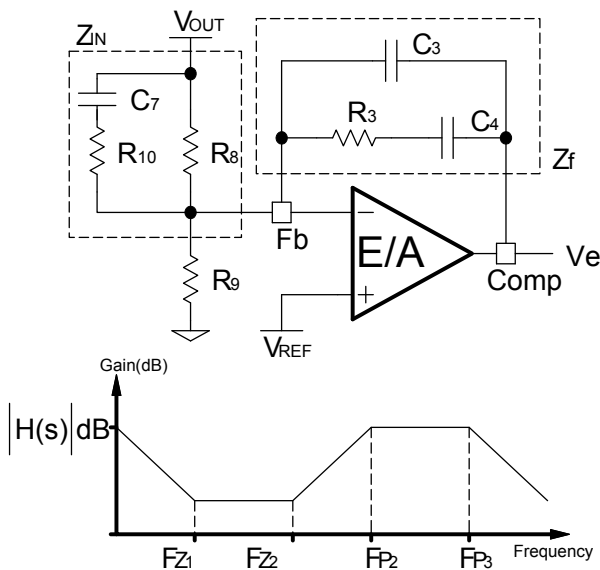 ZIN
VOUT
C7
R10
R8
C3
R3
C4
Zf
Fb
E/A
−
+
Ve
Comp
R9
VREF
Gain(dB)
|H(s)|dB
FZ1
FZ2
FP2
FP3
Frequency